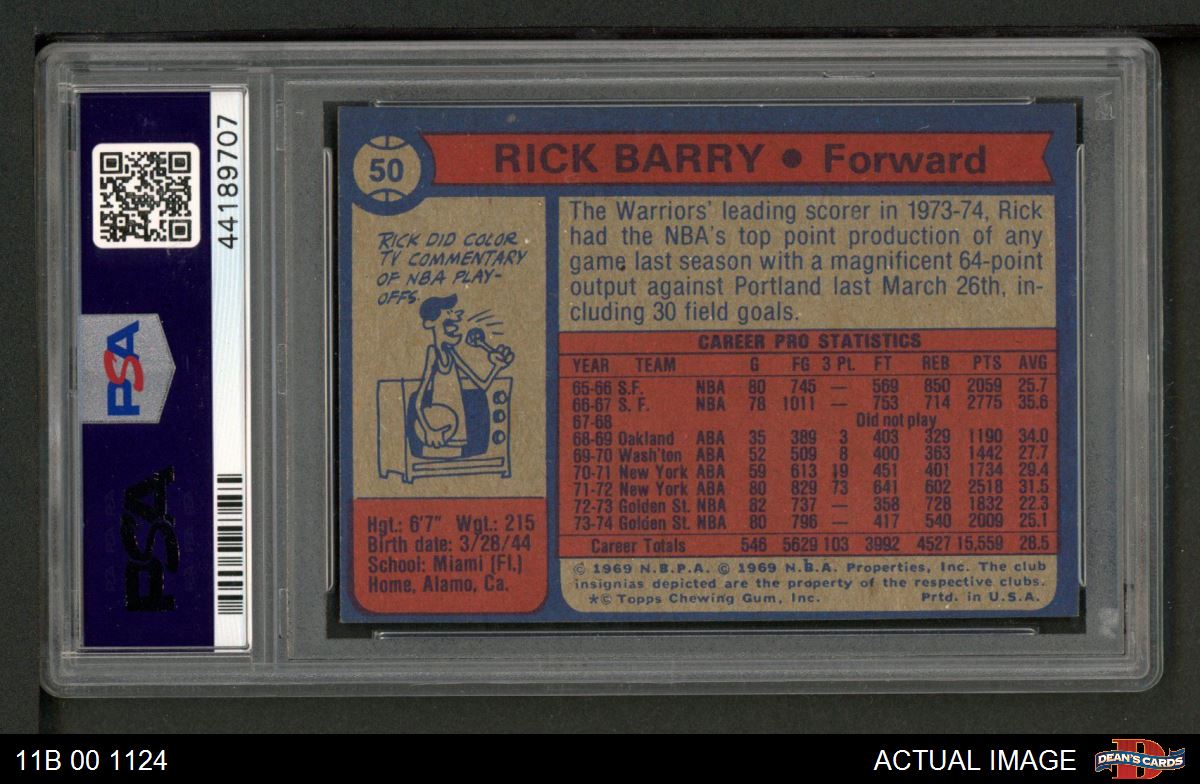 44189707
PSA
PSA
50
RICK BARRY • Forward
RICK DID COLOR
TV COMMENTARY
OF NBA PLAY-
OFFS.
The Warriors' leading scorer in 1973-74, Rick
had the NBA's top point production of any
game last season with a magnificent 64-point
output against Portland last March 26th, in-
cluding 30 field goals.
CAREER PRO STATISTICS
YEAR TEAM G FG 3 Pt. FT REB PTS AVG
65-66 S.F. NBA 80 745 — 569 850 2059 25.7
66-67 S. F. NBA 78 1011 — 753 714 2775 35.6
67-68 Did not play
68-69 Oakland ABA 35 389 3 403 329 1190 34.0
69-70 Wash'ton ABA 52 509 8 400 363 1442 27.7
70-71 New York ABA 59 613 19 451 401 1734 29.4
71-72 New York ABA 80 829 73 641 602 2518 31.5
72-73 Golden St. NBA 82 737 — 358 728 1832 22.3
73-74 Golden St. NBA 80 796 — 417 540 2009 25.1
Career Totals 546 5629 103 3992 4527 15,559 28.5
Hgt.: 6'7" Wgt.: 215
Birth date: 3/28/44
School: Miami (Fl.)
Home, Alamo, Ca.
© 1969 N.B.P.A. © 1969 N.B.A. Properties, Inc. The club
insignias depicted are the property of the respective clubs.
*© Topps Chewing Gum, Inc. Prtd. in U.S.A.
11B 00 1124
ACTUAL IMAGE
DEAN'S CARDS